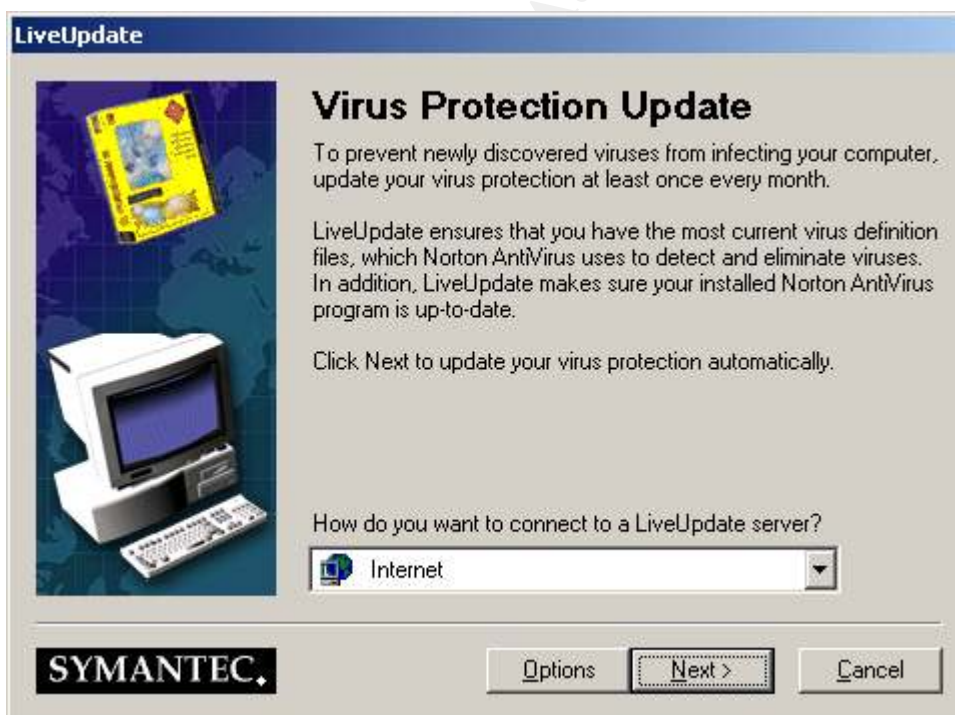 LiveUpdate
Virus Protection Update
To prevent newly discovered viruses from infecting your computer,
update your virus protection at least once every month.
LiveUpdate ensures that you have the most current virus definition
files, which Norton AntiVirus uses to detect and eliminate viruses.
In addition, LiveUpdate makes sure your installed Norton AntiVirus
program is up-to-date.
Click Next to update your virus protection automatically.
How do you want to connect to a LiveUpdate server?
Internet
SYMANTEC.
Options
Next >
Cancel